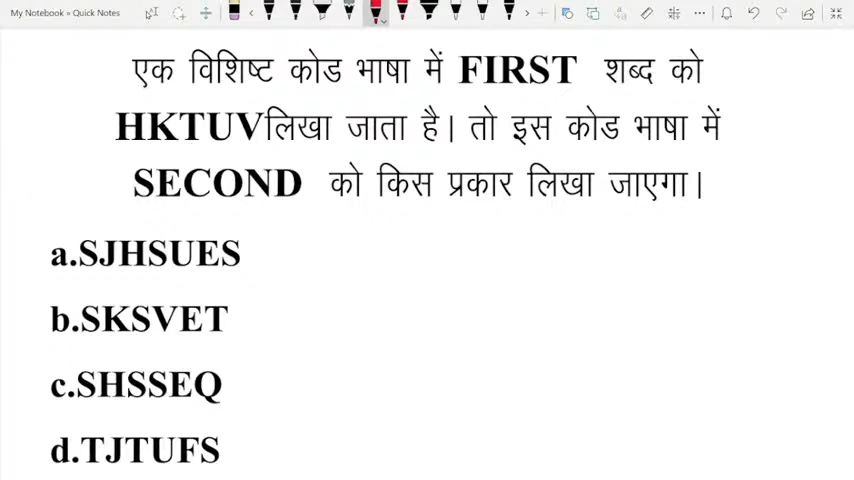 My Notebook » Quick Notes
एक विशिष्ट कोड भाषा में FIRST शब्द को
HKTUVलिखा जाता है। तो इस कोड भाषा में
SECOND को किस प्रकार लिखा जाएगा।
a.SJHSUES
b.SKSVET
c.SHSSEQ
d.TJTUFS